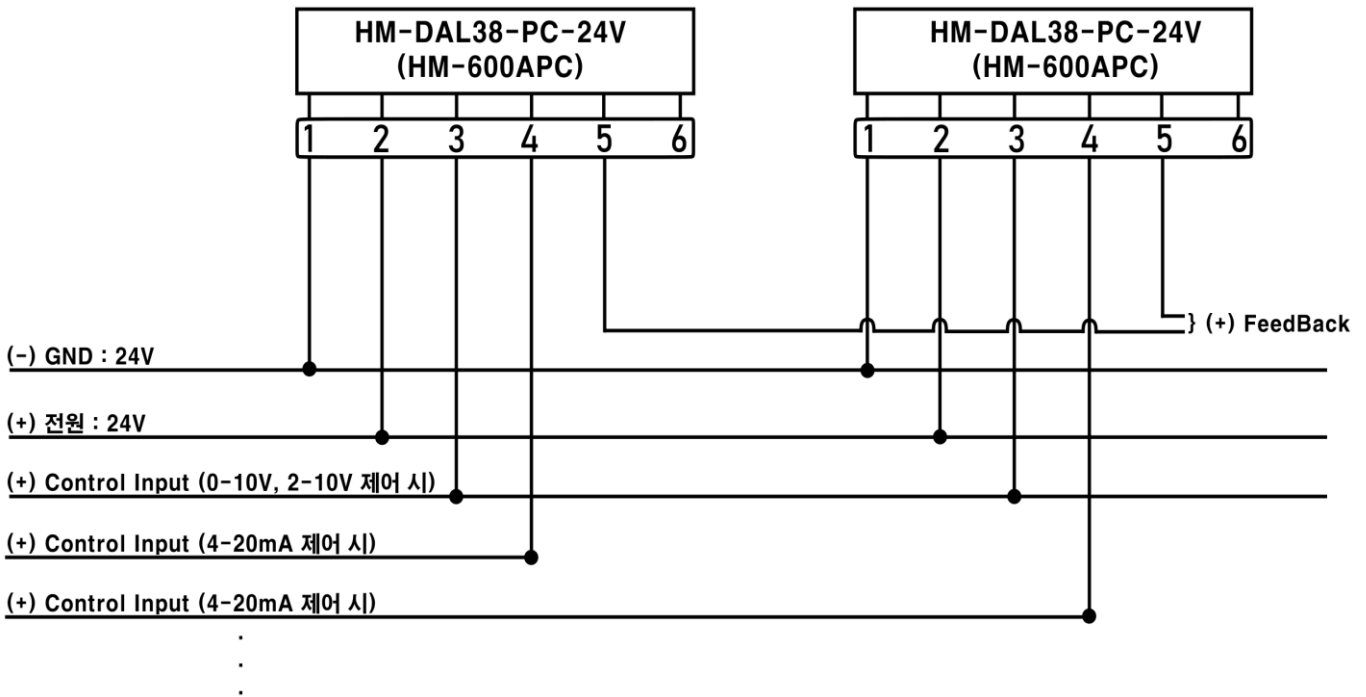 HM-DAL38-PC-24V
(HM-600APC)
HM-DAL38-PC-24V
(HM-600APC)
1 2 3 4 5 6
1 2 3 4 5 6
} (+) FeedBack
(-) GND : 24V
(+) 전원 : 24V
(+) Control Input (0-10V, 2-10V 제어 시)
(+) Control Input (4-20mA 제어 시)
(+) Control Input (4-20mA 제어 시)
.
.
.